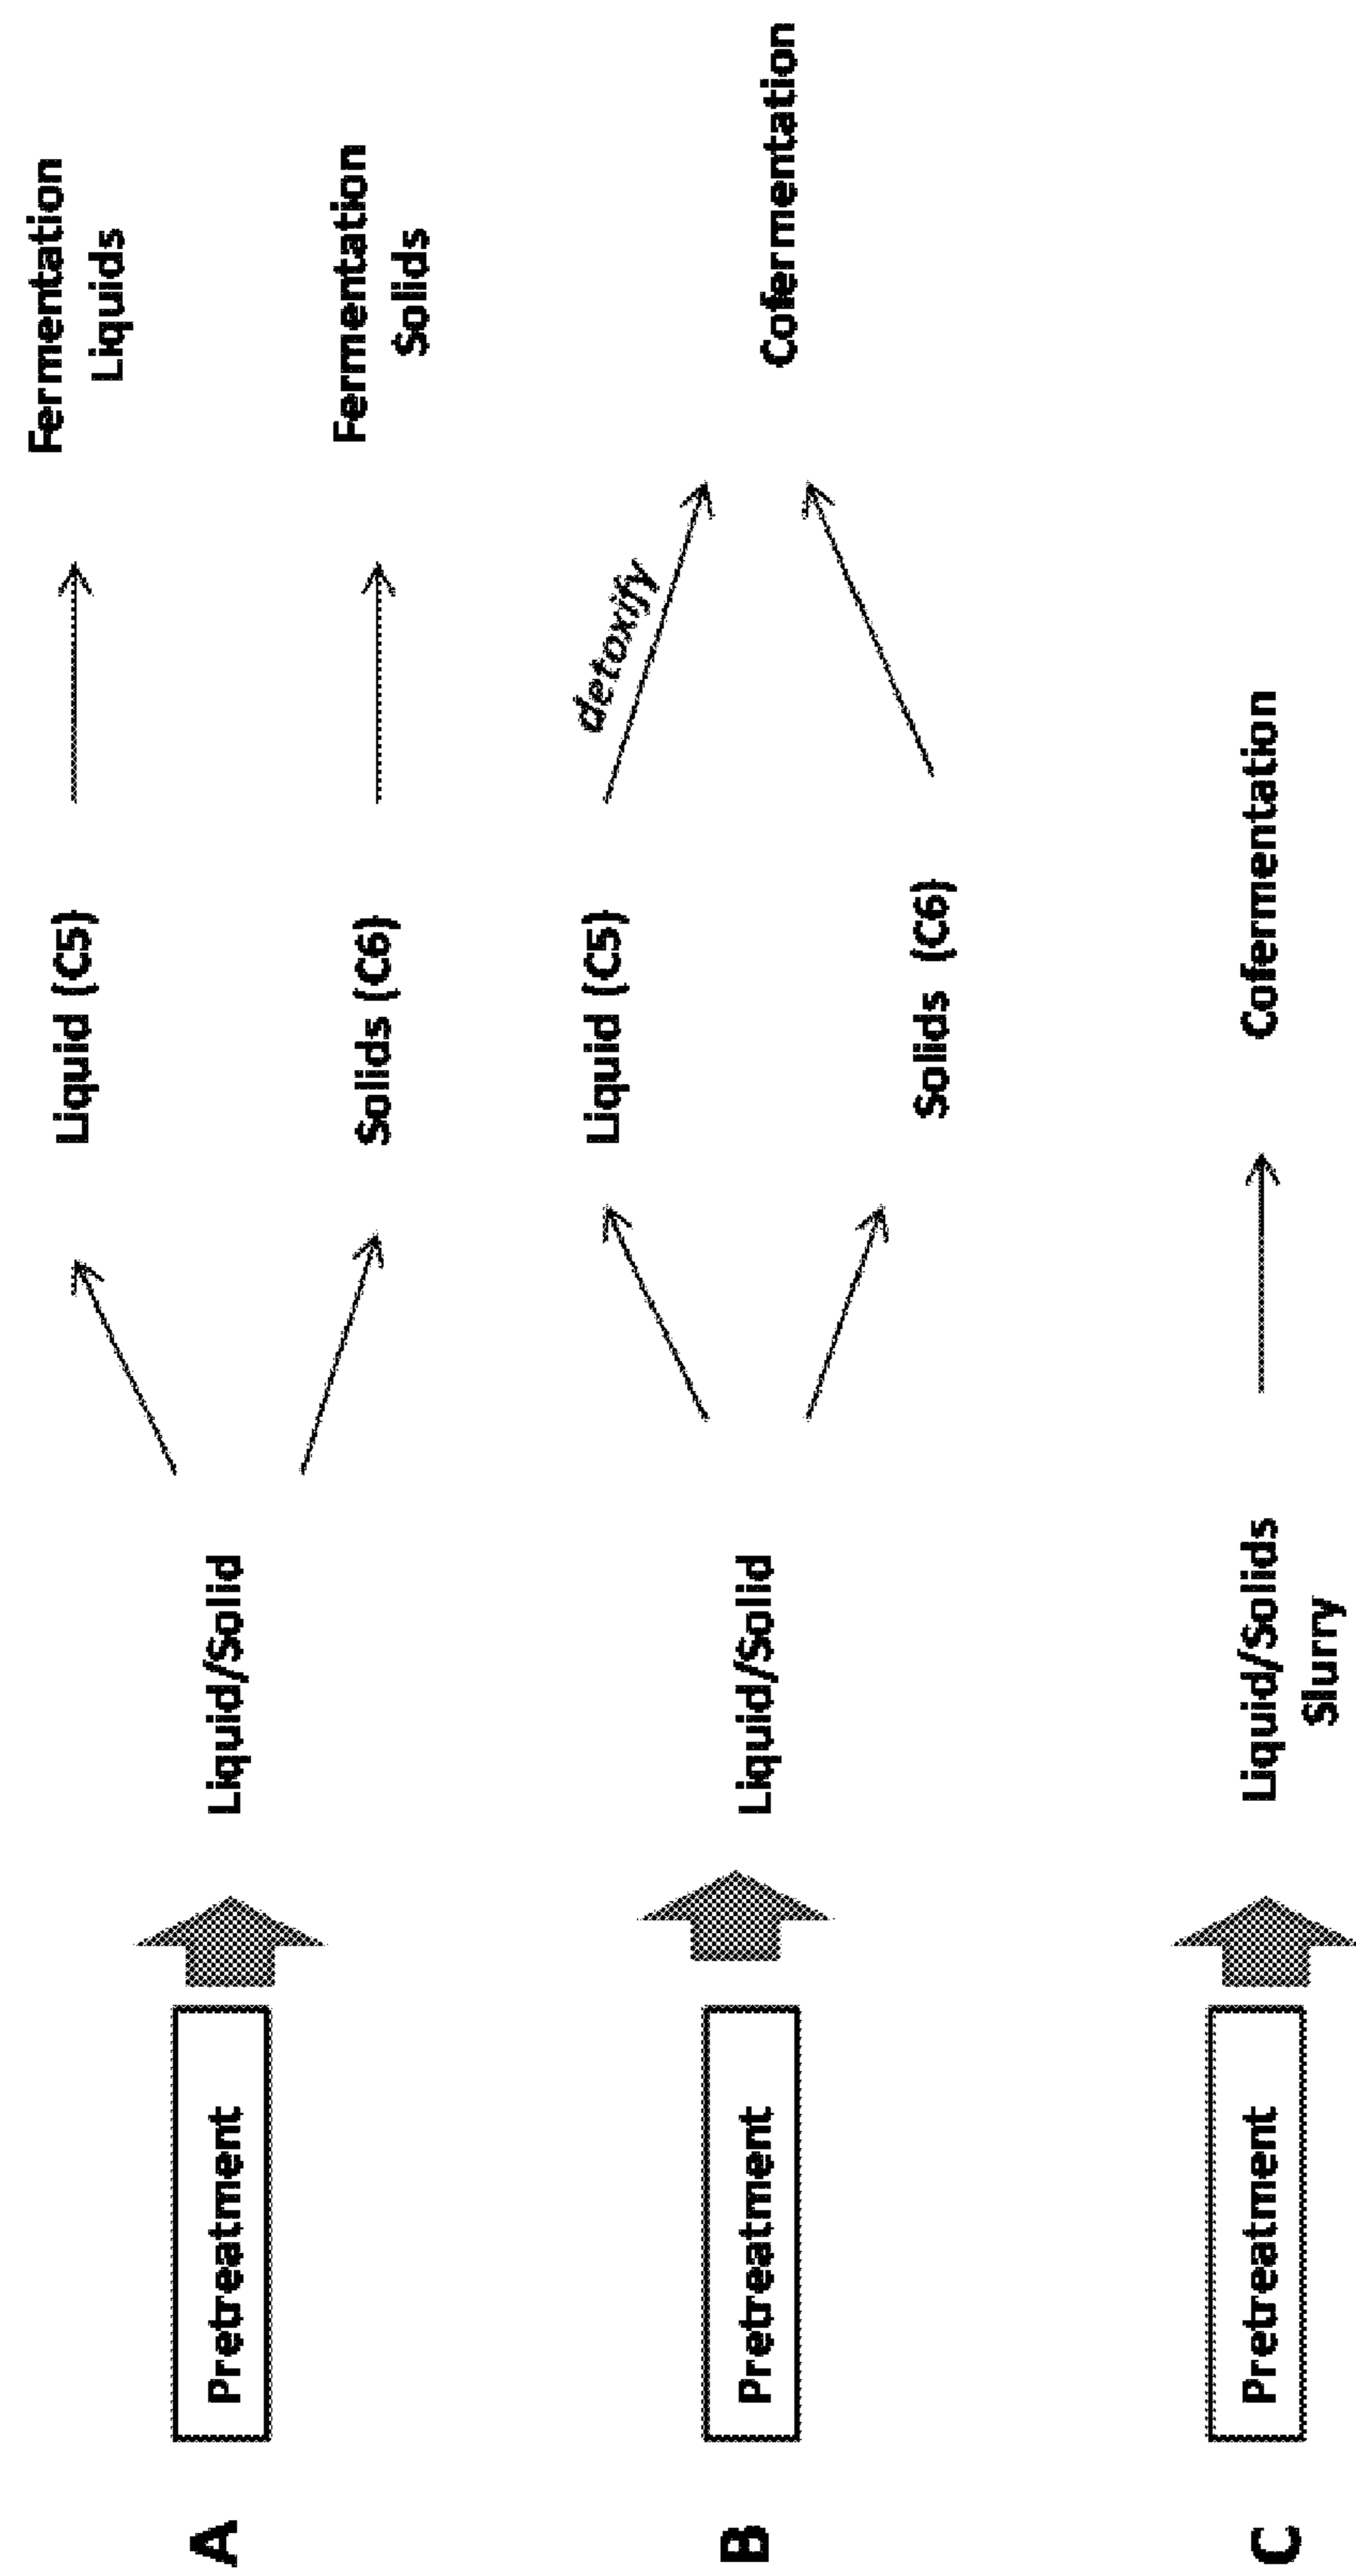 A
Pretreatment
Liquid/Solid
Liquid (C5)
Fermentation
Liquids
Solids (C6)
Fermentation
Solids
B
Pretreatment
Liquid/Solid
Liquid (C5)
detoxify
Solids (C6)
Cofermentation
C
Pretreatment
Liquid/Solids
Slurry
Cofermentation